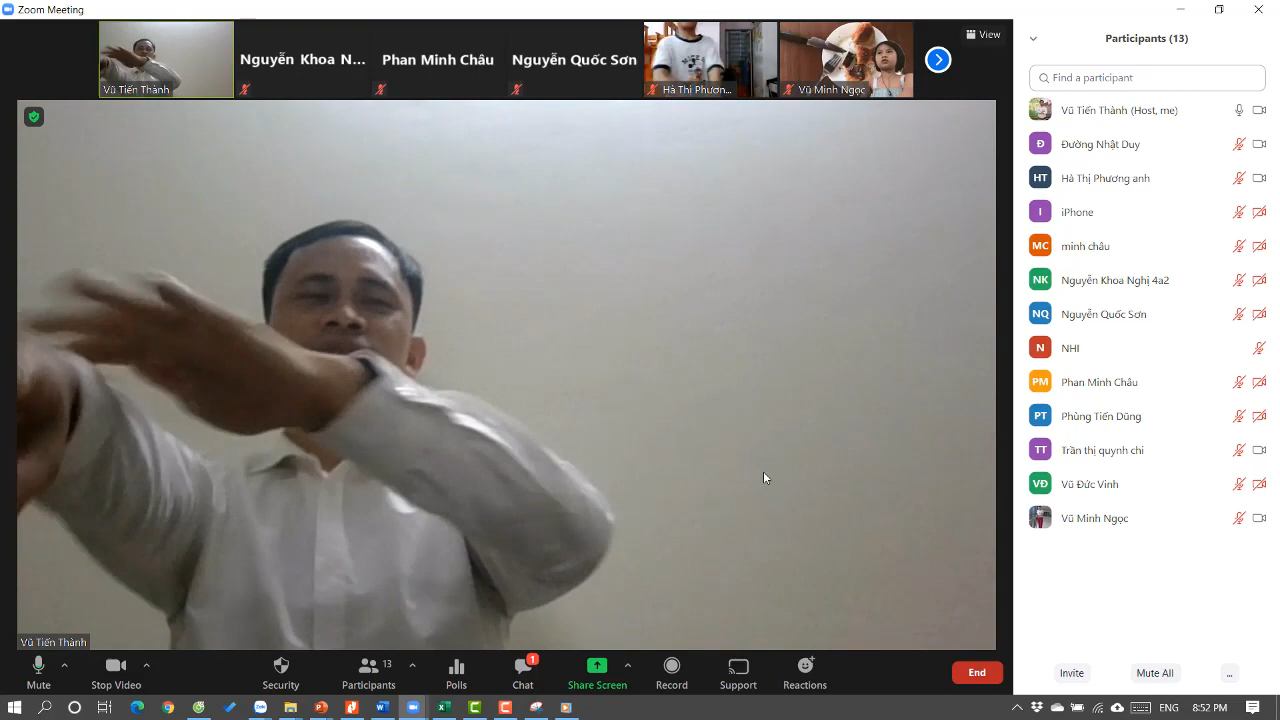 Zoom Meeting
View
Participants (13)
Vũ Tiến Thành
Nguyễn Khoa N...
Phan Minh Châu
Nguyễn Quốc Sơn
Hà Thị Phươn...
Vũ Minh Ngọc
Find a participant
Vũ Tiến Thành (Host, me)
Đ
Đường Nhật Duy
HT
Hà Thị Phương anh
I
iPhone
MC
minh châu
NK
Nguyễn Khoa Nghị 4a2
NQ
Nguyễn Quốc Sơn
N
NHI
PM
Phan Minh Châu
PT
Phùng Tiến Dũng
TT
Trần thị quynh chi
VĐ
Vũ Đức Vinh
Vũ Minh Ngọc
Vũ Tiến Thành
Mute
Stop Video
Security
13
Participants
Polls
1
Chat
Share Screen
Record
Support
Reactions
End
Invite
Mute All
...
ENG
8:52 PM